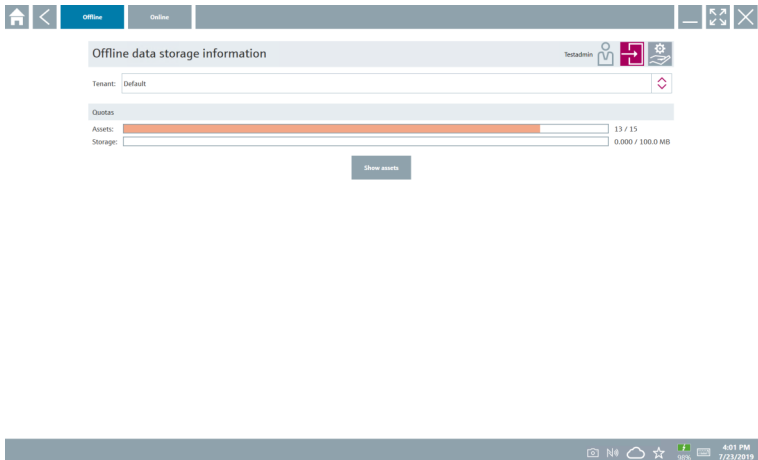 Offline Online
Offline data storage information Testadmin
Tenant: Default
Quotas
Assets: 13 / 15
Storage: 0.000 / 100.0 MB
Show assets
98% 4:01 PM
7/23/2019